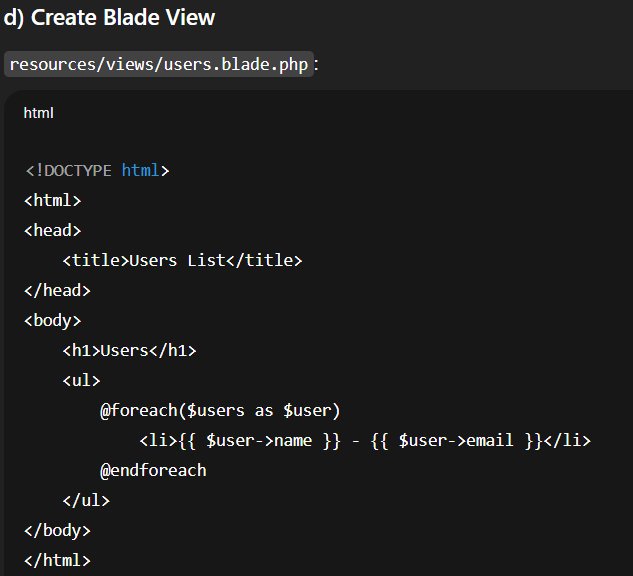 d) Create Blade View
resources/views/users.blade.php:
html
<!DOCTYPE html>
<html>
<head>
    <title>Users List</title>
</head>
<body>
    <h1>Users</h1>
    <ul>
        @foreach($users as $user)
            <li>{{ $user->name }} - {{ $user->email }}</li>
        @endforeach
    </ul>
</body>
</html>